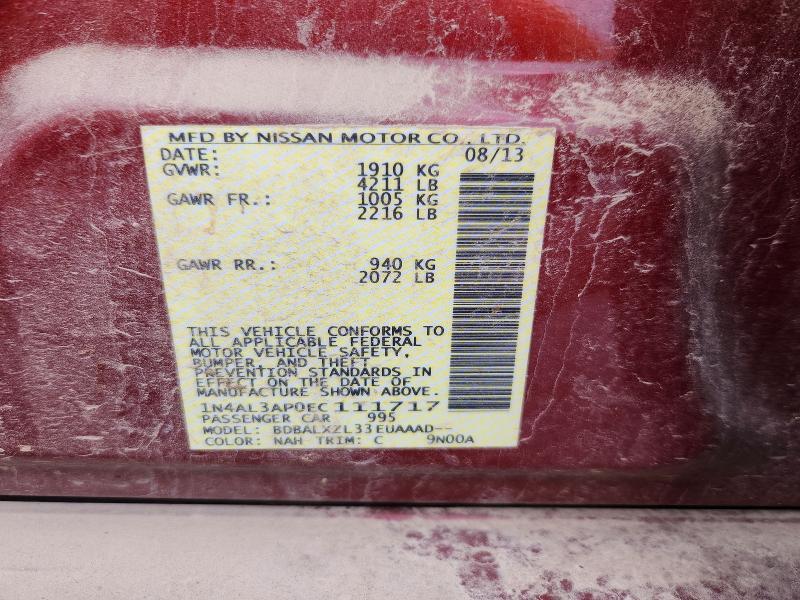 MFD BY NISSAN MOTOR CO., LTD.
DATE: 08/13
GVWR: 1910 KG
4211 LB
GAWR FR.: 1005 KG
2216 LB
GAWR RR.: 940 KG
2072 LB
THIS VEHICLE CONFORMS TO
ALL APPLICABLE FEDERAL
MOTOR VEHICLE SAFETY,
BUMPER, AND THEFT
PREVENTION STANDARDS IN
EFFECT ON THE DATE OF
MANUFACTURE SHOWN ABOVE.
1N4AL3AP0EC111717
PASSENGER CAR 995
MODEL: BDBALXZL33EUAAAD--
COLOR: NAH TRIM: C 9N00A